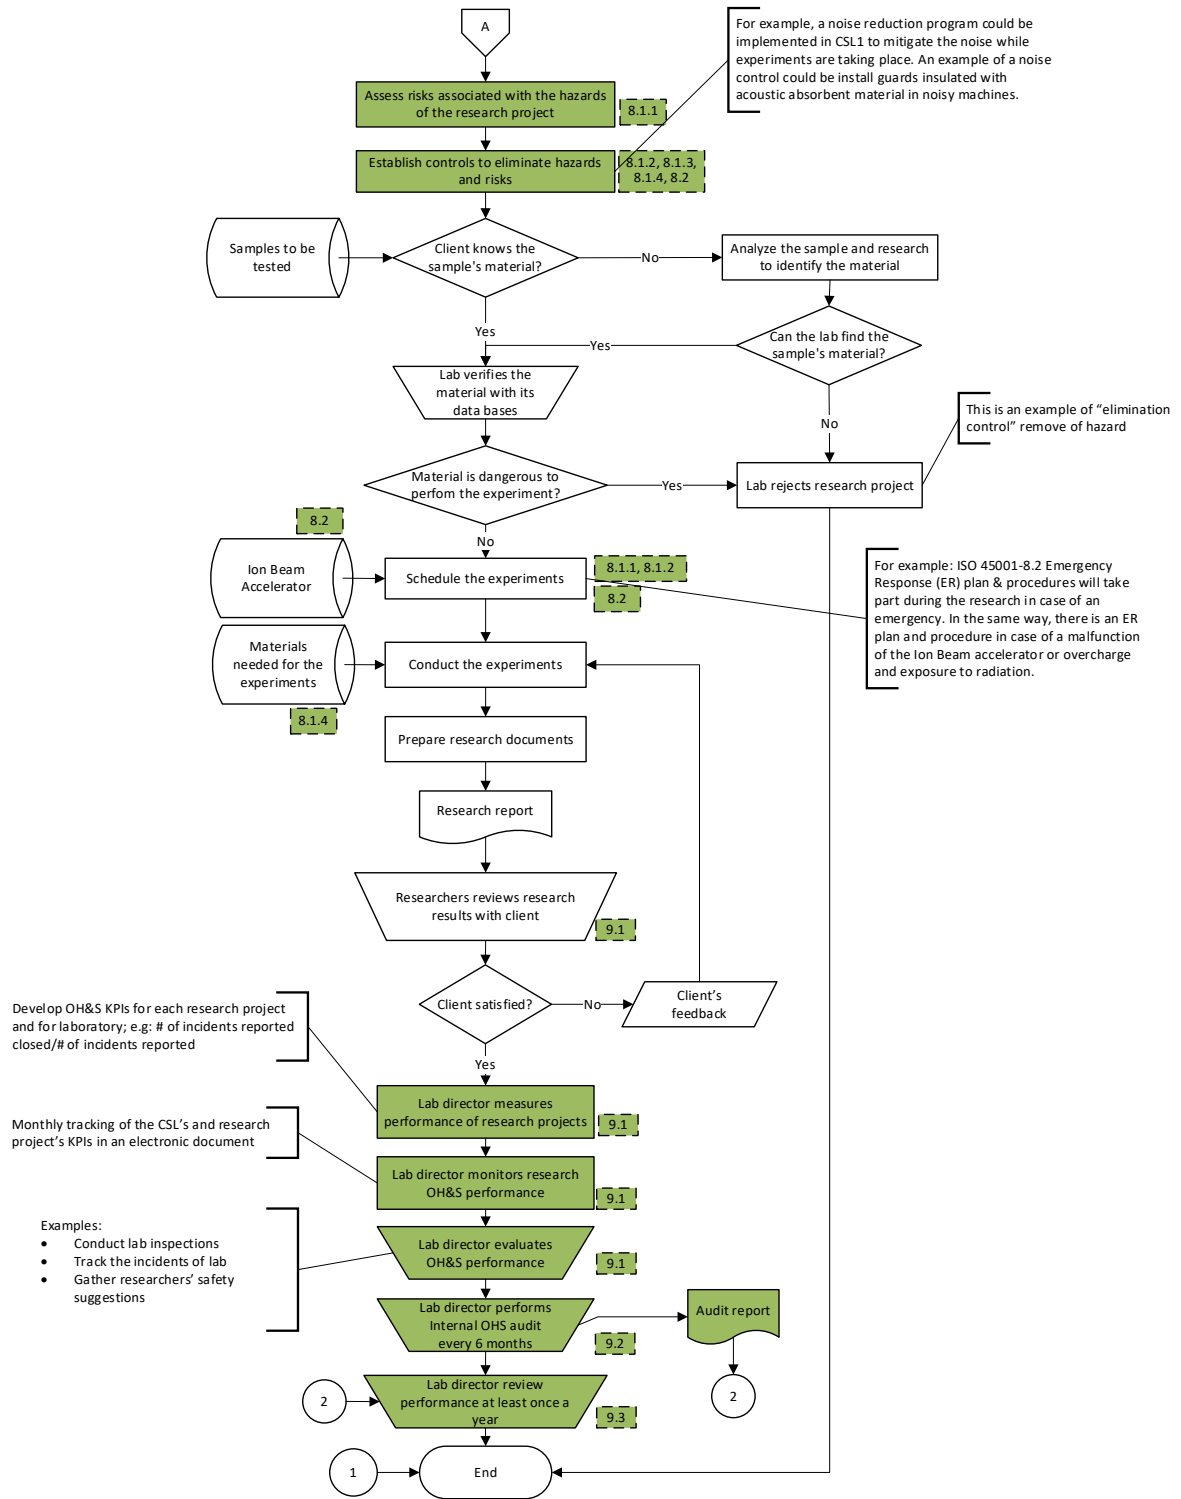 A
For example, a noise reduction program could be
implemented in CSL1 to mitigate the noise while
experiments are taking place. An example of a noise
control could be install guards insulated with
acoustic absorbent material in noisy machines.
Assess risks associated with the hazards
of the research project
8.1.1
Establish controls to eliminate hazards
and risks
8.1.2, 8.1.3,
8.1.4, 8.2
Samples to be
tested
Client knows the
sample's material?
No
Analyze the sample and research
to identify the material
Yes
Can the lab find the
sample's material?
Yes
Lab verifies the
material with its
data bases
No
This is an example of “elimination
control” remove of hazard
Material is dangerous to
perfom the experiment?
Yes
Lab rejects research project
8.2
No
Ion Beam
Accelerator
Schedule the experiments
8.1.1, 8.1.2
8.2
For example: ISO 45001-8.2 Emergency
Response (ER) plan & procedures will take
part during the research in case of an
emergency. In the same way, there is an ER
plan and procedure in case of a malfunction
of the Ion Beam accelerator or overcharge
and exposure to radiation.
Materials
needed for the
experiments
8.1.4
Conduct the experiments
Prepare research documents
Research report
Researchers reviews research
results with client
9.1
Client satisfied?
No
Client’s
feedback
Yes
Develop OH&S KPIs for each research project
and for laboratory; e.g: # of incidents reported
closed/# of incidents reported
Lab director measures
performance of research projects
9.1
Monthly tracking of the CSL’s and research
project’s KPIs in an electronic document
Lab director monitors research
OH&S performance
9.1
Examples:
• Conduct lab inspections
• Track the incidents of lab
• Gather researchers’ safety
suggestions
Lab director evaluates
OH&S performance
9.1
Lab director performs
Internal OHS audit
every 6 months
9.2
Audit report
2
2
Lab director review
performance at least once a
year
9.3
1
End